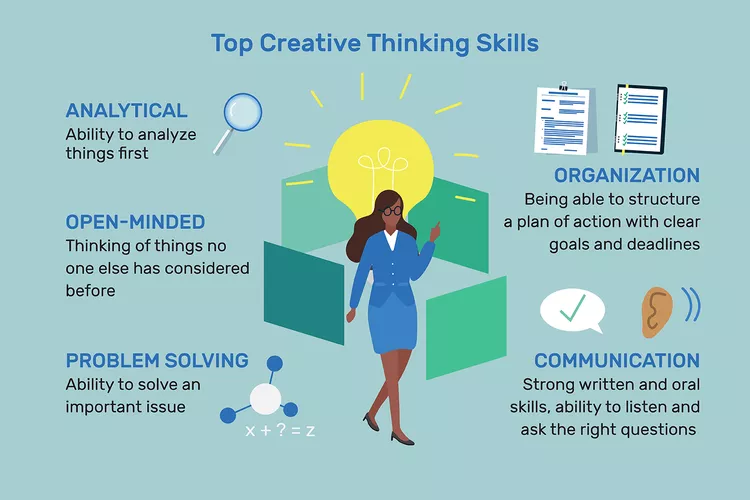 Top Creative Thinking Skills
ANALYTICAL
Ability to analyze
things first
OPEN-MINDED
Thinking of things no
one else has considered
before
PROBLEM SOLVING
Ability to solve an
important issue
x + ? = z
ORGANIZATION
Being able to structure
a plan of action with clear
goals and deadlines
COMMUNICATION
Strong written and oral
skills, ability to listen and
ask the right questions